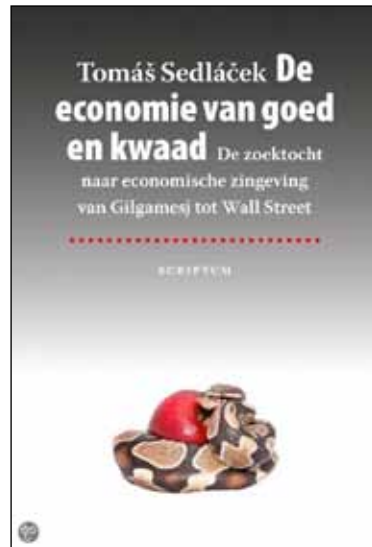 Tomáš Sedláček De
economie van goed
en kwaad De zoektocht
naar economische zingeving
van Gilgamesj tot Wall Street
SCRIPTUM